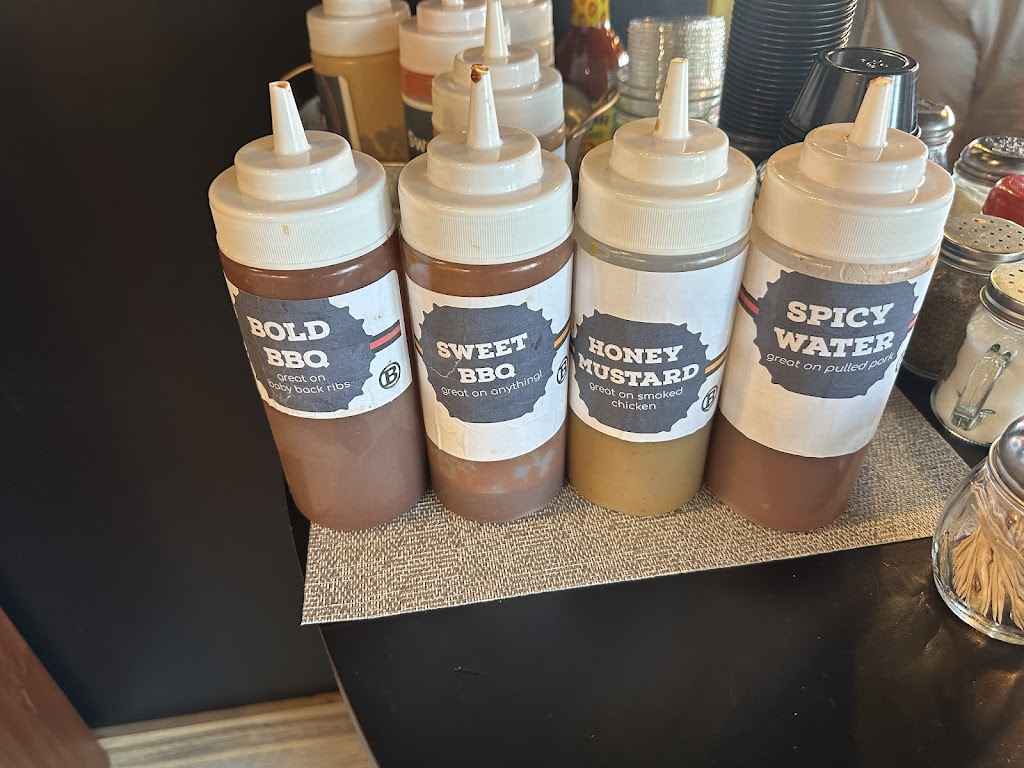 BOLD
BBQ
great on
baby back ribs
B
SWEET
BBQ
great on anything!
B
HONEY
MUSTARD
great on smoked
chicken
B
SPICY
WATER
great on pulled pork